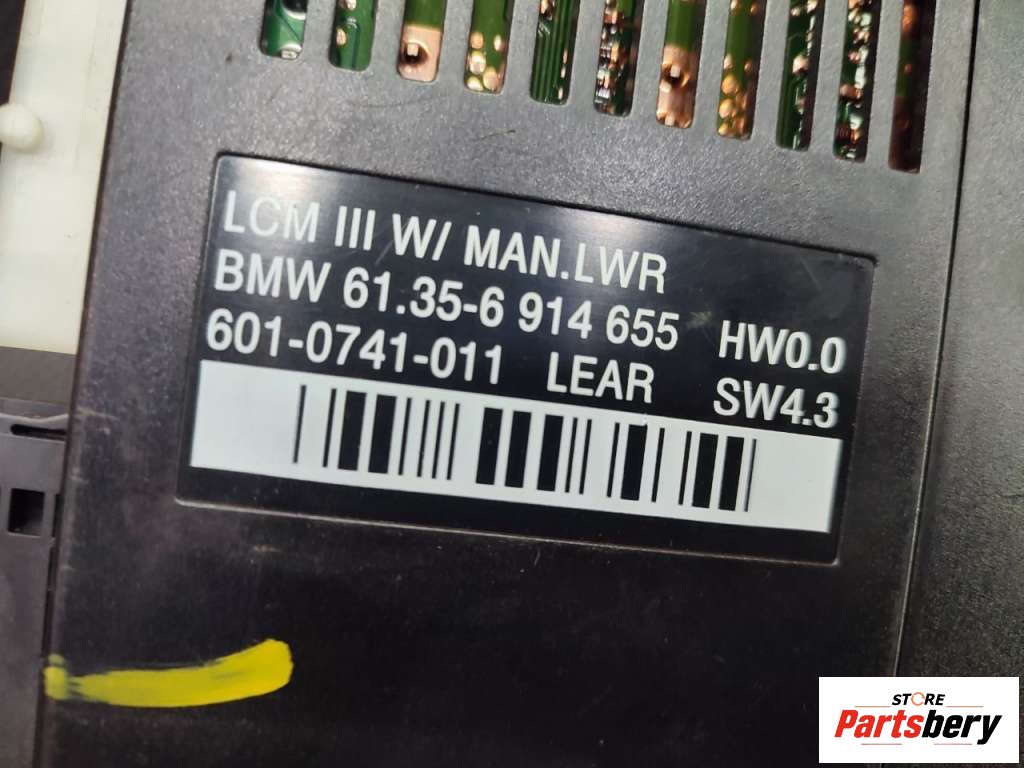 LCM III W/ MAN.LWR
BMW 61.35-6 914 655 HW0.0
601-0741-011 LEAR SW4.3
STORE
Partsbery